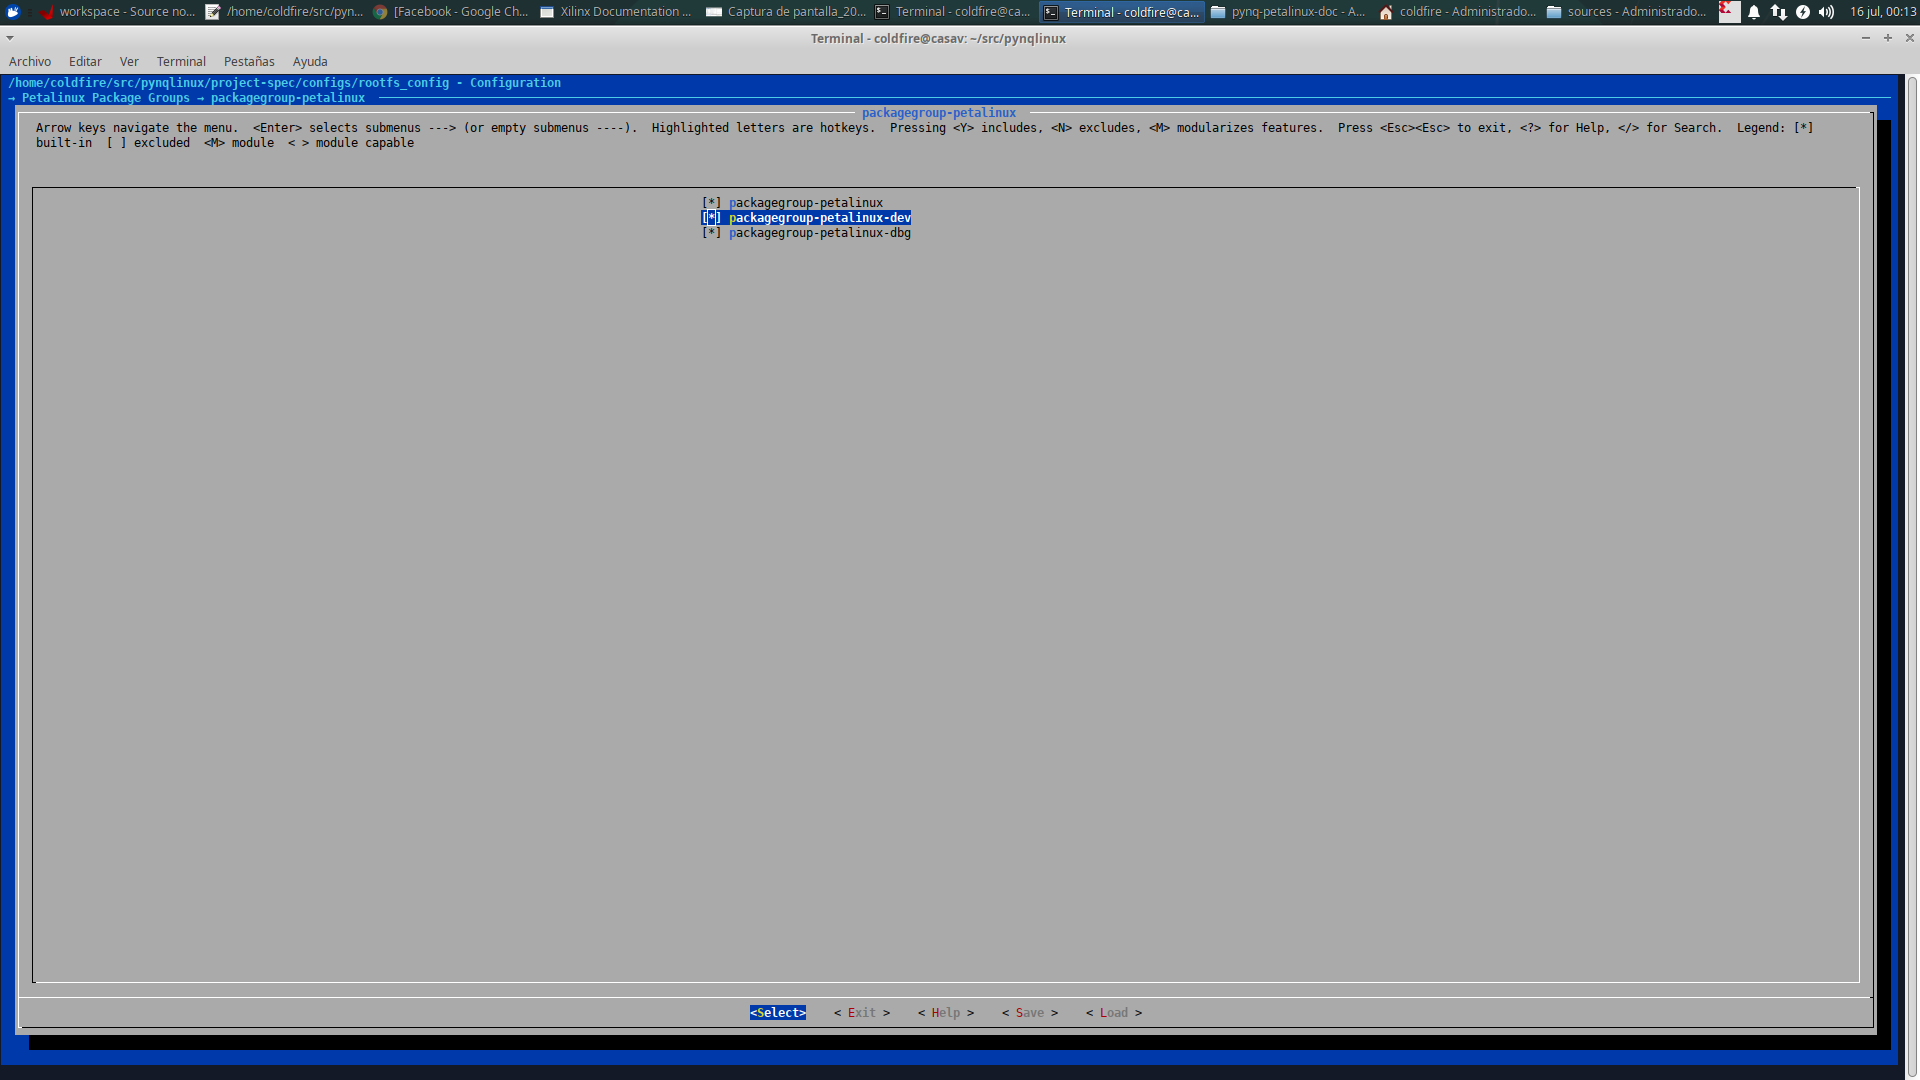 workspace - Source no... /home/coldfire/src/pyn... [Facebook - Google Ch... Xilinx Documentation ... Captura de pantalla_20... Terminal - coldfire@ca... Terminal - coldfire@ca... pynq-petalinux-doc - A... coldfire - Administrado... sources - Administrado... 16 jul, 00:13
Terminal - coldfire@casav: ~/src/pynqlinux
Archivo Editar Ver Terminal Pestañas Ayuda
/home/coldfire/src/pynqlinux/project-spec/configs/rootfs_config - Configuration
→ Petalinux Package Groups → packagegroup-petalinux
packagegroup-petalinux
Arrow keys navigate the menu.  <Enter> selects submenus ---> (or empty submenus ----).  Highlighted letters are hotkeys.  Pressing <Y> includes, <N> excludes, <M> modularizes features.  Press <Esc><Esc> to exit, <?> for Help, </> for Search.  Legend: [*]
built-in  [ ] excluded  <M> module  < > module capable
[*] packagegroup-petalinux
[*] packagegroup-petalinux-dev
[*] packagegroup-petalinux-dbg
<Select>    < Exit >    < Help >    < Save >    < Load >